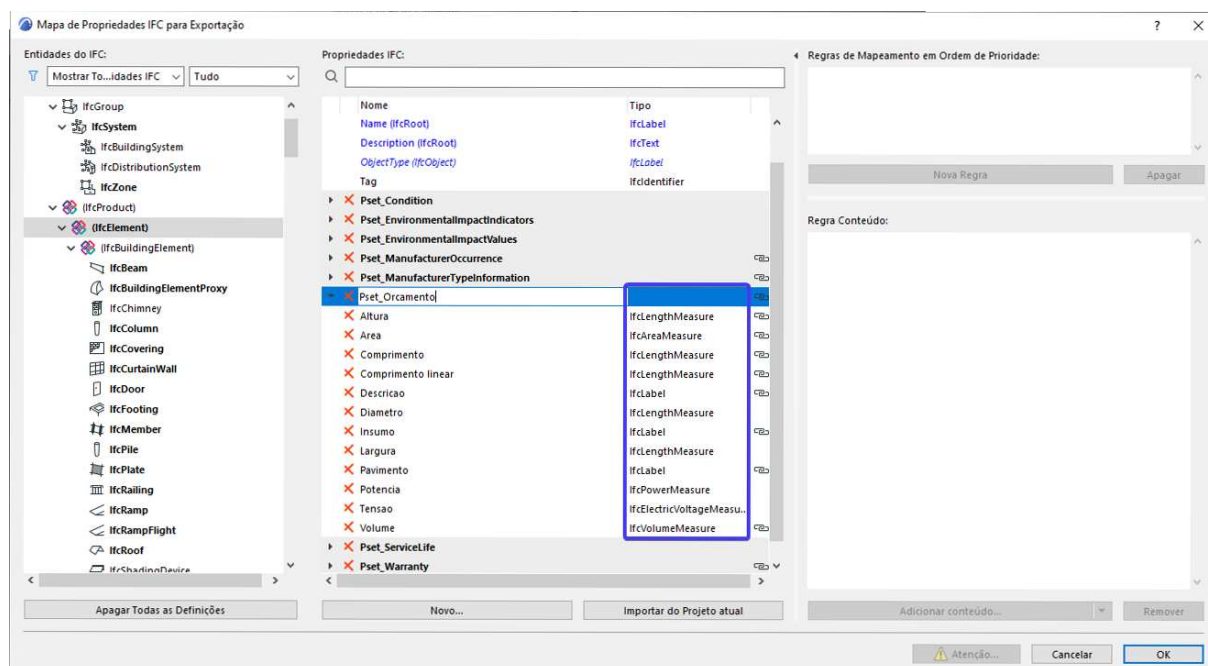 Mapa de Propriedades IFC para Exportação
? ×
Entidades do IFC:
Mostrar To...idades IFC
Tudo
IfcGroup
IfcSystem
IfcBuildingSystem
IfcDistributionSystem
IfcZone
(IfcProduct)
(IfcElement)
(IfcBuildingElement)
IfcBeam
IfcBuildingElementProxy
IfcChimney
IfcColumn
IfcCovering
IfcCurtainWall
IfcDoor
IfcFooting
IfcMember
IfcPile
IfcPlate
IfcRailing
IfcRamp
IfcRampFlight
IfcRoof
IfcShadingDevice
Apagar Todas as Definições
Propriedades IFC:
Nome Tipo
Name (IfcRoot) IfcLabel
Description (IfcRoot) IfcText
ObjectType (IfcObject) IfcLabel
Tag IfcIdentifier
Pset_Condition
Pset_EnvironmentalImpactIndicators
Pset_EnvironmentalImpactValues
Pset_ManufacturerOccurrence
Pset_ManufacturerTypeInformation
Pset_Orcamento
Altura IfcLengthMeasure
Area IfcAreaMeasure
Comprimento IfcLengthMeasure
Comprimento linear IfcLengthMeasure
Descricao IfcLabel
Diametro IfcLengthMeasure
Insumo IfcLabel
Largura IfcLengthMeasure
Pavimento IfcLabel
Potencia IfcPowerMeasure
Tensao IfcElectricVoltageMeasu..
Volume IfcVolumeMeasure
Pset_ServiceLife
Pset_Warranty
Novo...
Importar do Projeto atual
Regras de Mapeamento em Ordem de Prioridade:
Nova Regra
Apagar
Regra Conteúdo:
Adicionar conteúdo...
Remover
Atenção...
Cancelar
OK